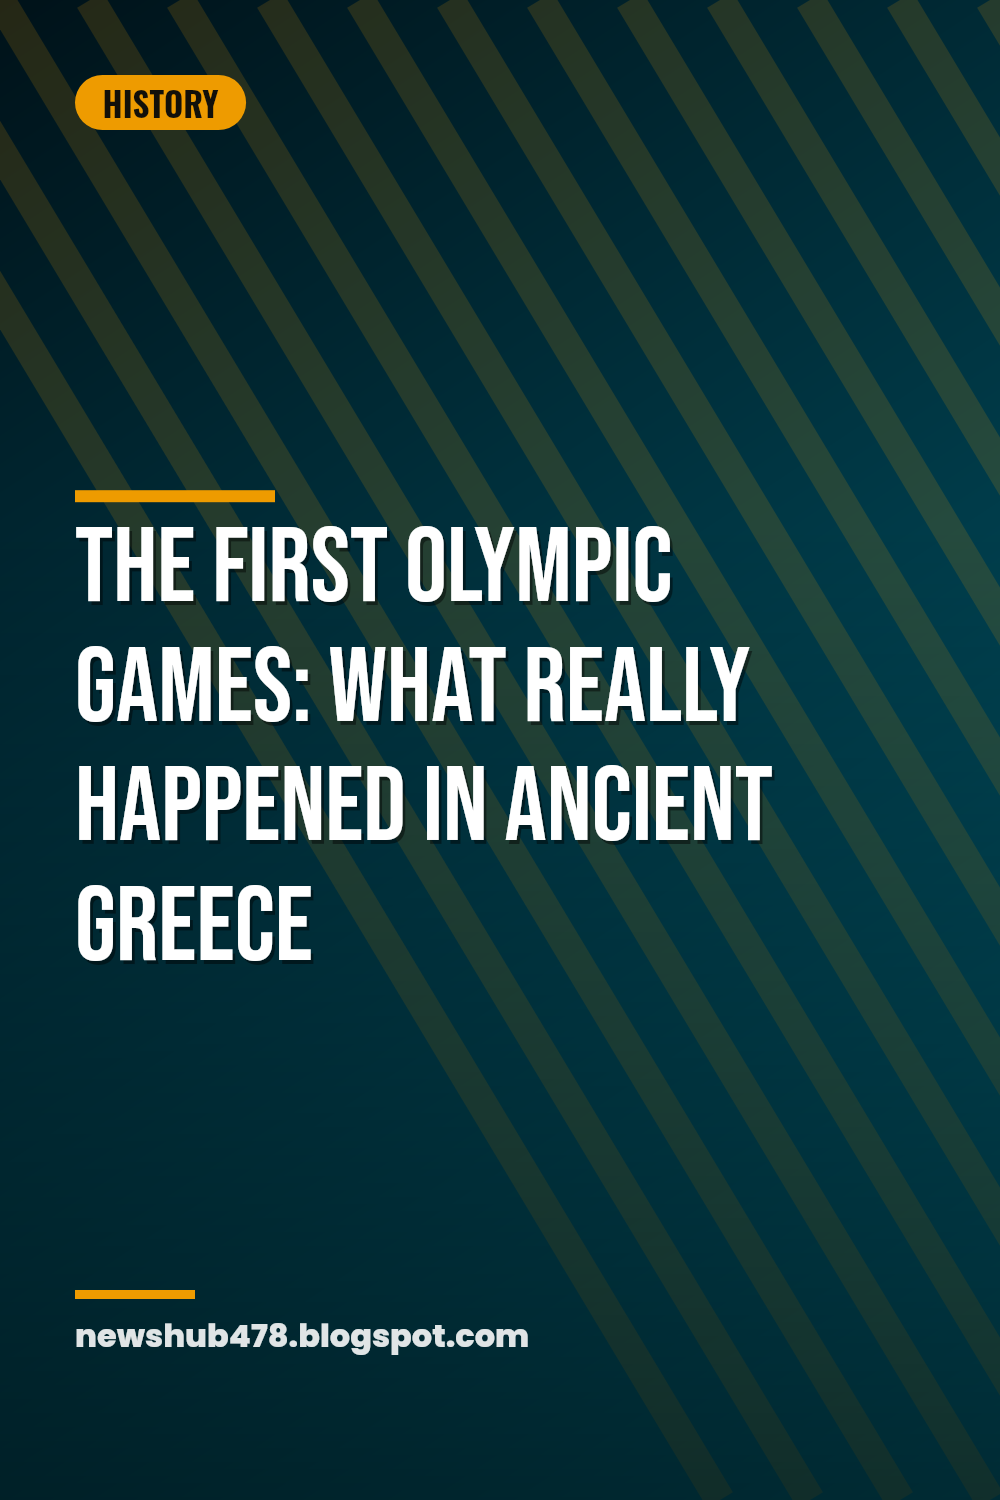 HISTORY
THE FIRST OLYMPIC
GAMES: WHAT REALLY
HAPPENED IN ANCIENT
GREECE
newshub478.blogspot.com